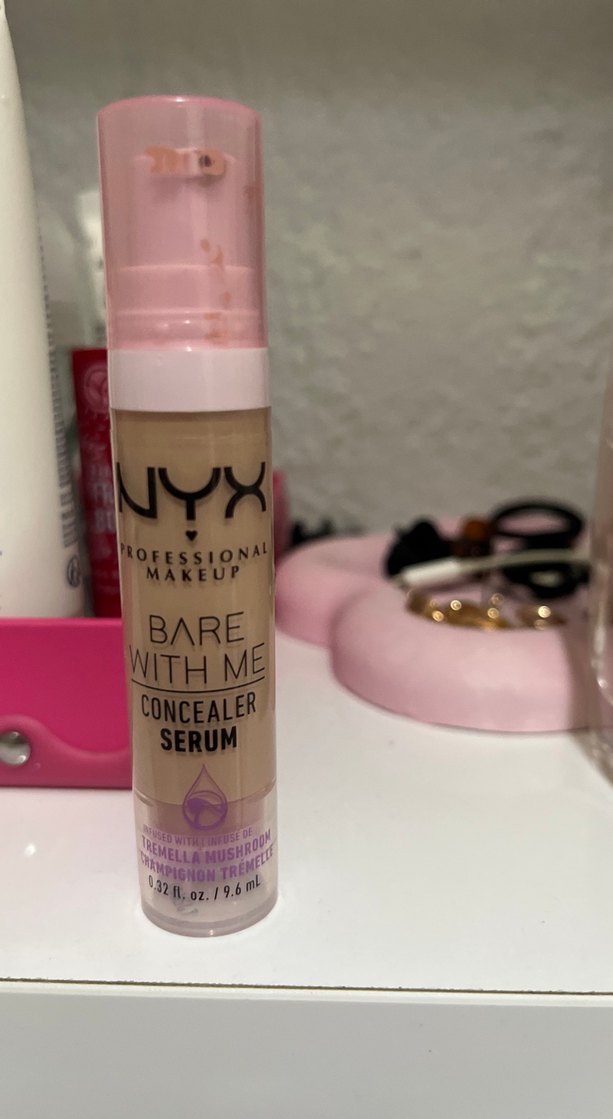 NYX
PROFESSIONAL
MAKEUP
BARE
WITH ME
CONCEALER
SERUM
INFUSED WITH | INFUSÉ DE
TREMELLA MUSHROOM
CHAMPIGNON TRÉMELLE
0.32 fl. oz. / 9.6 mL